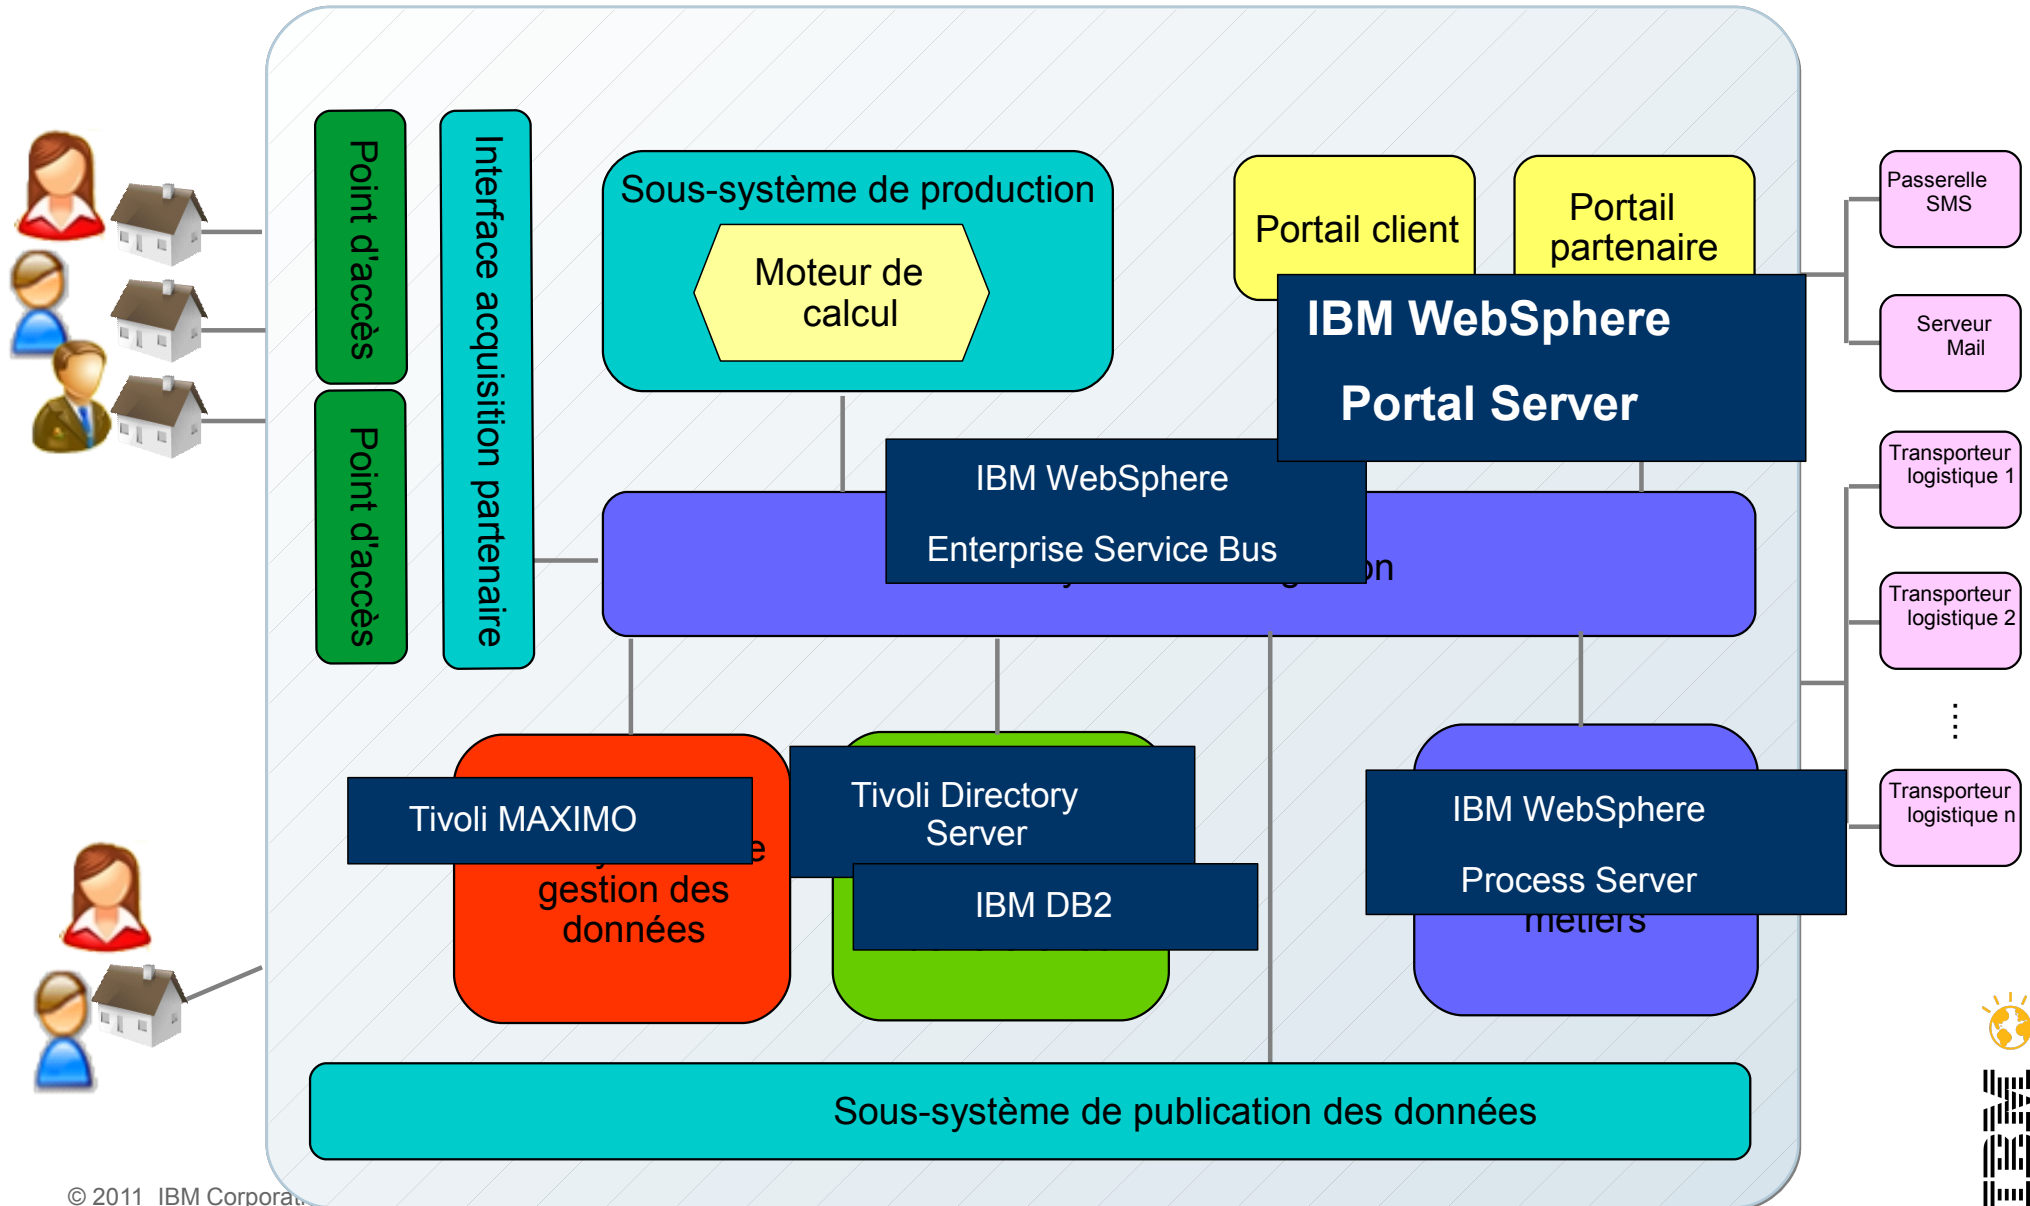 Point d'accès
Point d'accès
Interface acquisition partenaire
Sous-système de production
Moteur de
calcul
Portail client
Portail
partenaire
IBM WebSphere
Portal Server
IBM WebSphere
Enterprise Service Bus
Tivoli MAXIMO
gestion des
données
Tivoli Directory
Server
IBM DB2
IBM WebSphere
Process Server
métiers
Sous-système de publication des données
Passerelle
SMS
Serveur
Mail
Transporteur
logistique 1
Transporteur
logistique 2
....
Transporteur
logistique n
© 2011 IBM
IBM